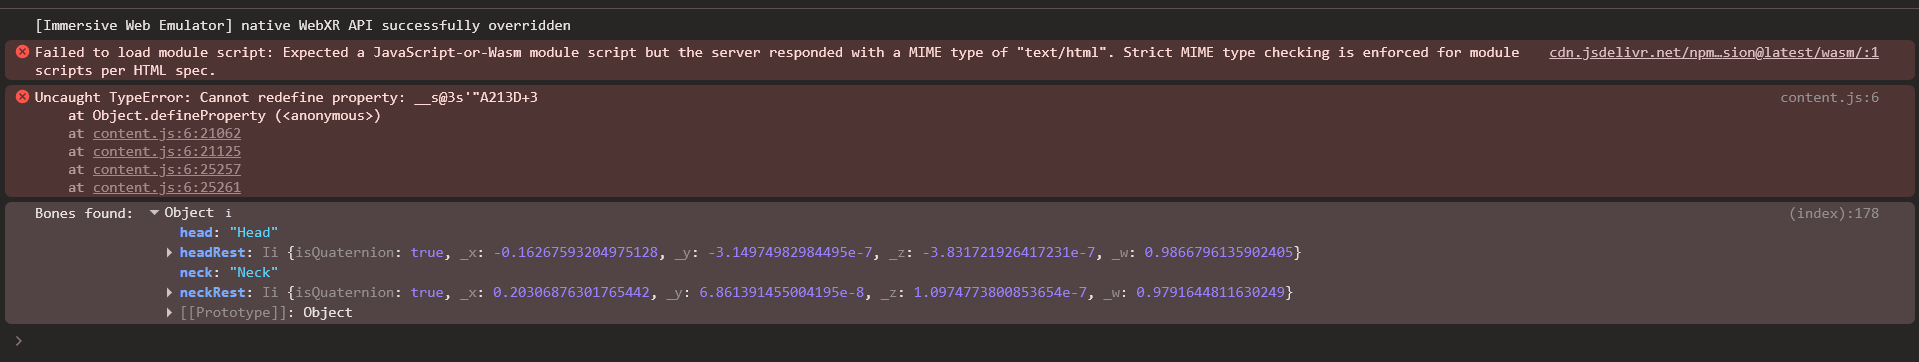 [Immersive Web Emulator] native WebXR API successfully overridden
Failed to load module script: Expected a JavaScript-or-Wasm module script but the server responded with a MIME type of "text/html". Strict MIME type checking is enforced for module cdn.jsdelivr.net/npm…sion@latest/wasm/:1
scripts per HTML spec.
Uncaught TypeError: Cannot redefine property: __s@3s'"A213D+3 content.js:6
at Object.defineProperty (<anonymous>)
at content.js:6:21062
at content.js:6:21125
at content.js:6:25257
at content.js:6:25261
Bones found: Object i (index):178
head: "Head"
headRest: Ii {isQuaternion: true, _x: -0.16267593204975128, _y: -3.14974982984495e-7, _z: -3.831721926417231e-7, _w: 0.9866796135902405}
neck: "Neck"
neckRest: Ii {isQuaternion: true, _x: 0.20306876301765442, _y: 6.861391455004195e-8, _z: 1.0974773800853654e-7, _w: 0.9791644811630249}
[[Prototype]]: Object